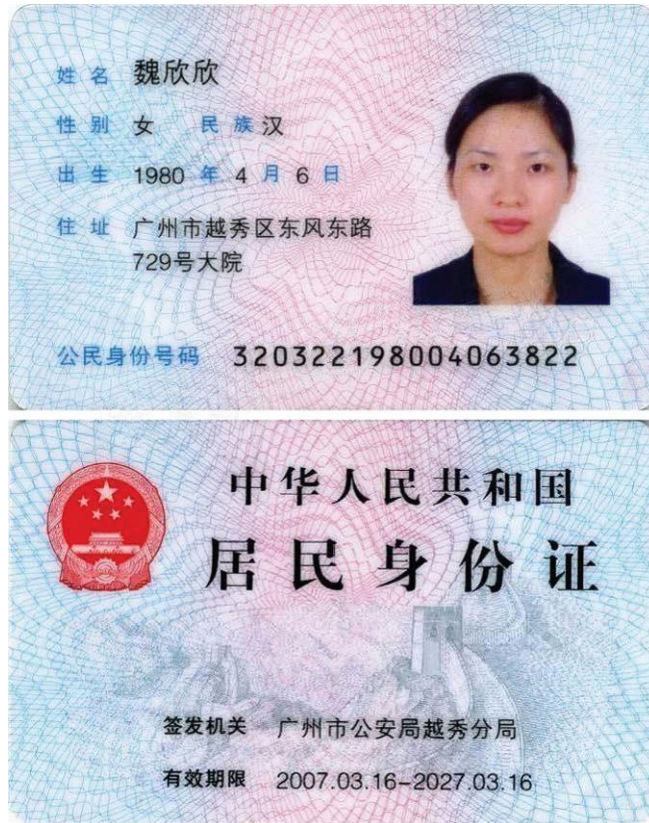 姓名 魏欣欣
性别 女 民族 汉
出生 1980 年 4 月 6 日
住址 广州市越秀区东风东路
729号大院
公民身份号码 320322198004063822
中华人民共和国
居民身份证
签发机关 广州市公安局越秀分局
有效期限 2007.03.16-2027.03.16